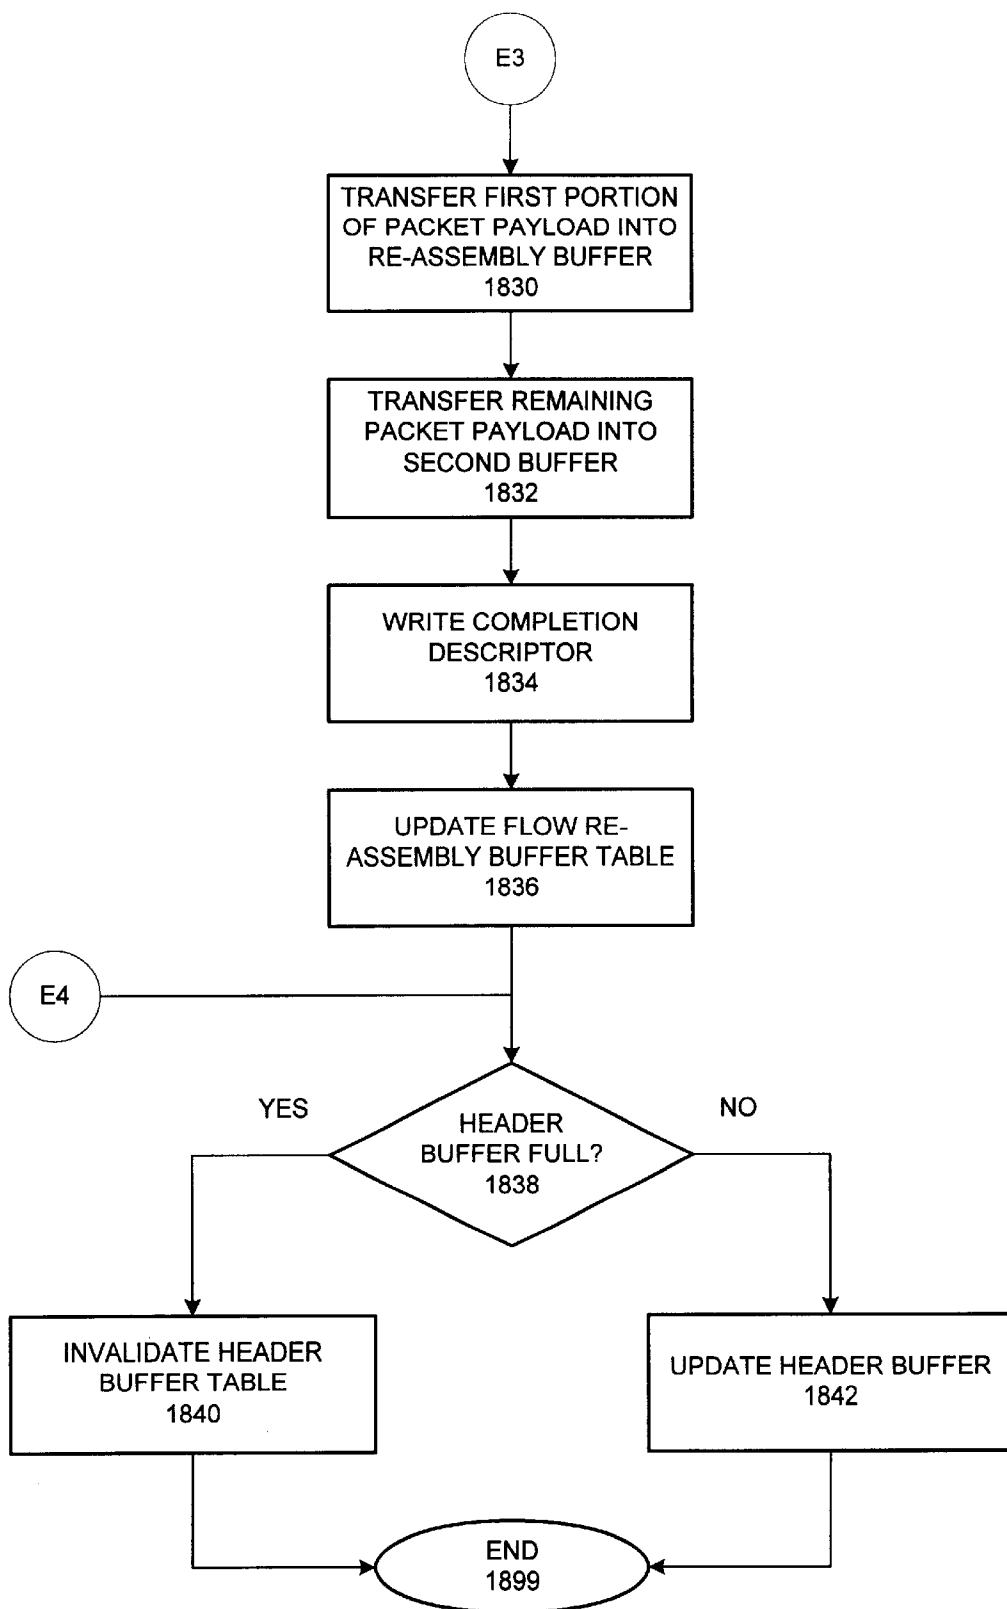 E3
TRANSFER FIRST PORTION
OF PACKET PAYLOAD INTO
RE-ASSEMBLY BUFFER
1830
TRANSFER REMAINING
PACKET PAYLOAD INTO
SECOND BUFFER
1832
WRITE COMPLETION
DESCRIPTOR
1834
UPDATE FLOW RE-
ASSEMBLY BUFFER TABLE
1836
E4
YES
NO
HEADER
BUFFER FULL?
1838
INVALIDATE HEADER
BUFFER TABLE
1840
UPDATE HEADER BUFFER
1842
END
1899